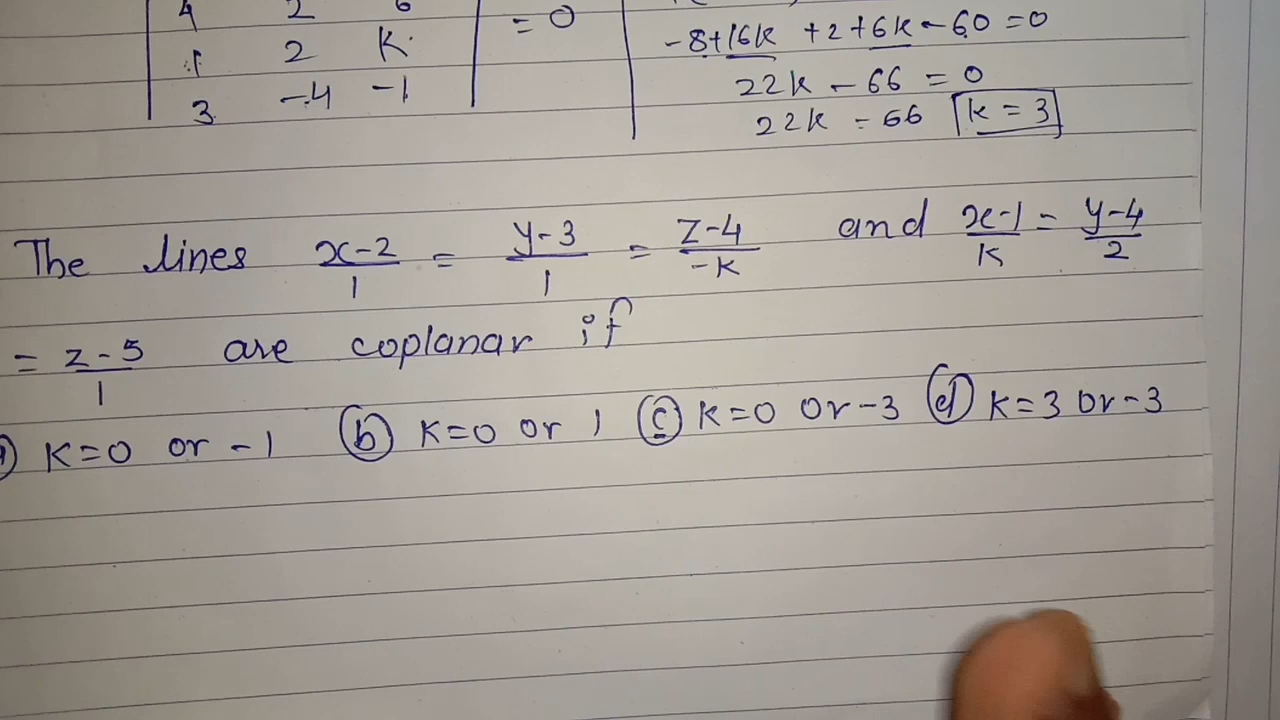 4 2 6
1 2 K
3 -4 -1
= 0
-8+16k +2+6k-60=0
22k - 66 = 0
22k = 66 k = 3
The lines x-2/1 = y-3/1 = z-4/-k and x-1/k = y-4/2
= z-5/1 are coplanar if
K=0 or -1 (b) K=0 or 1 (c) K=0 or -3 (d) K=3 or -3